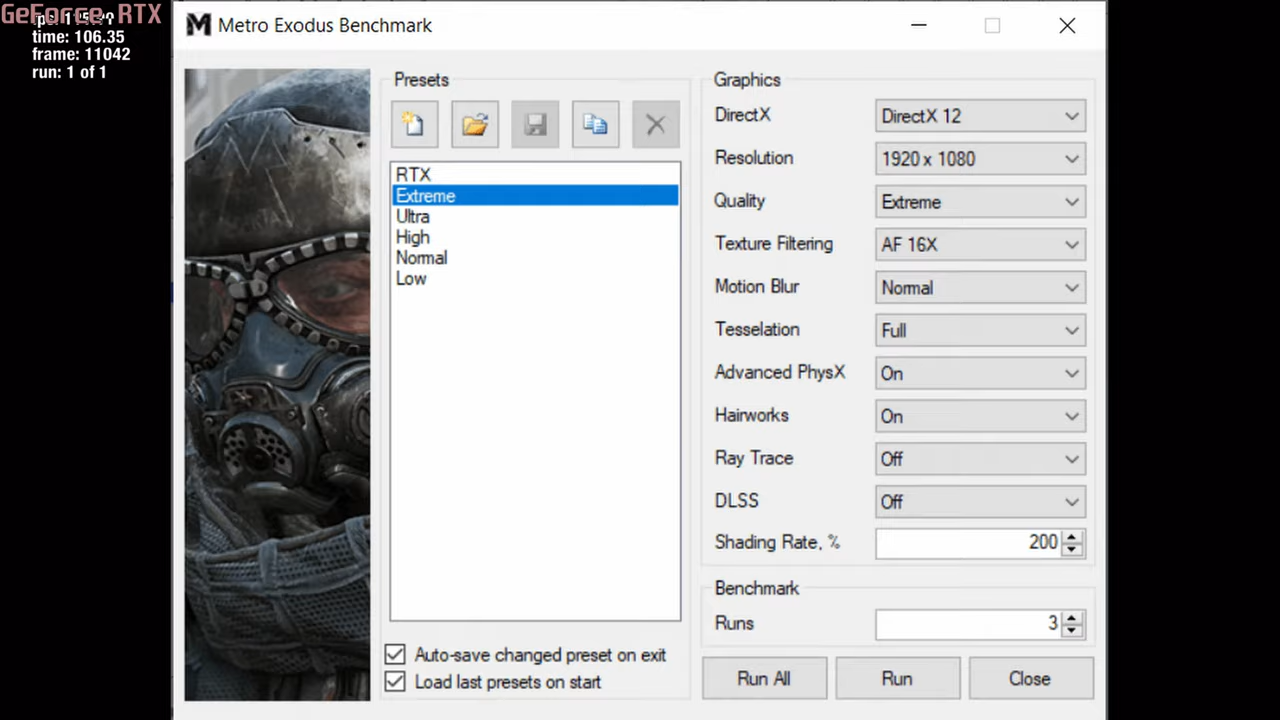 GeForce RTX
time: 106.35
frame: 11042
run: 1 of 1
Metro Exodus Benchmark
Presets
RTX
Extreme
Ultra
High
Normal
Low
Auto-save changed preset on exit
Load last presets on start
Graphics
DirectX DirectX 12
Resolution 1920 x 1080
Quality Extreme
Texture Filtering AF 16X
Motion Blur Normal
Tesselation Full
Advanced PhysX On
Hairworks On
Ray Trace Off
DLSS Off
Shading Rate, % 200
Benchmark
Runs 3
Run All Run Close